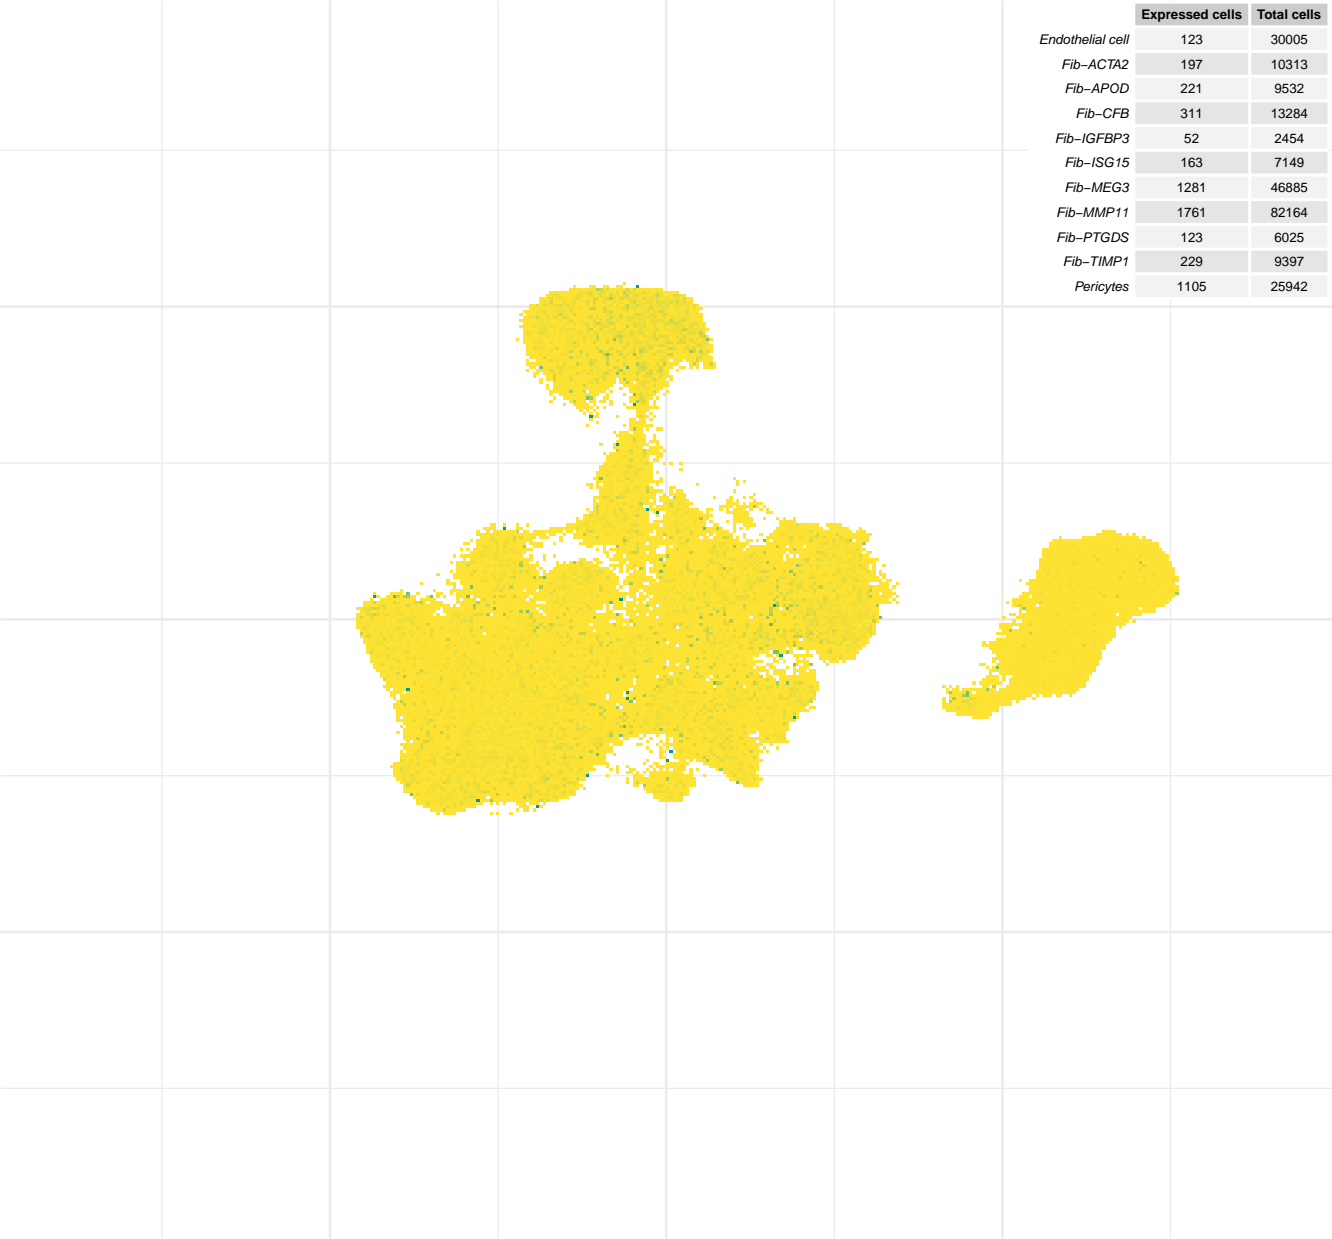 Expressed cells Total cells
Endothelial cell 123 30005
Fib−ACTA2 197 10313
Fib−APOD 221 9532
Fib−CFB 311 13284
Fib−IGFBP3 52 2454
Fib−ISG15 163 7149
Fib−MEG3 1281 46885
Fib−MMP11 1761 82164
Fib−PTGDS 123 6025
Fib−TIMP1 229 9397
Pericytes 1105 25942